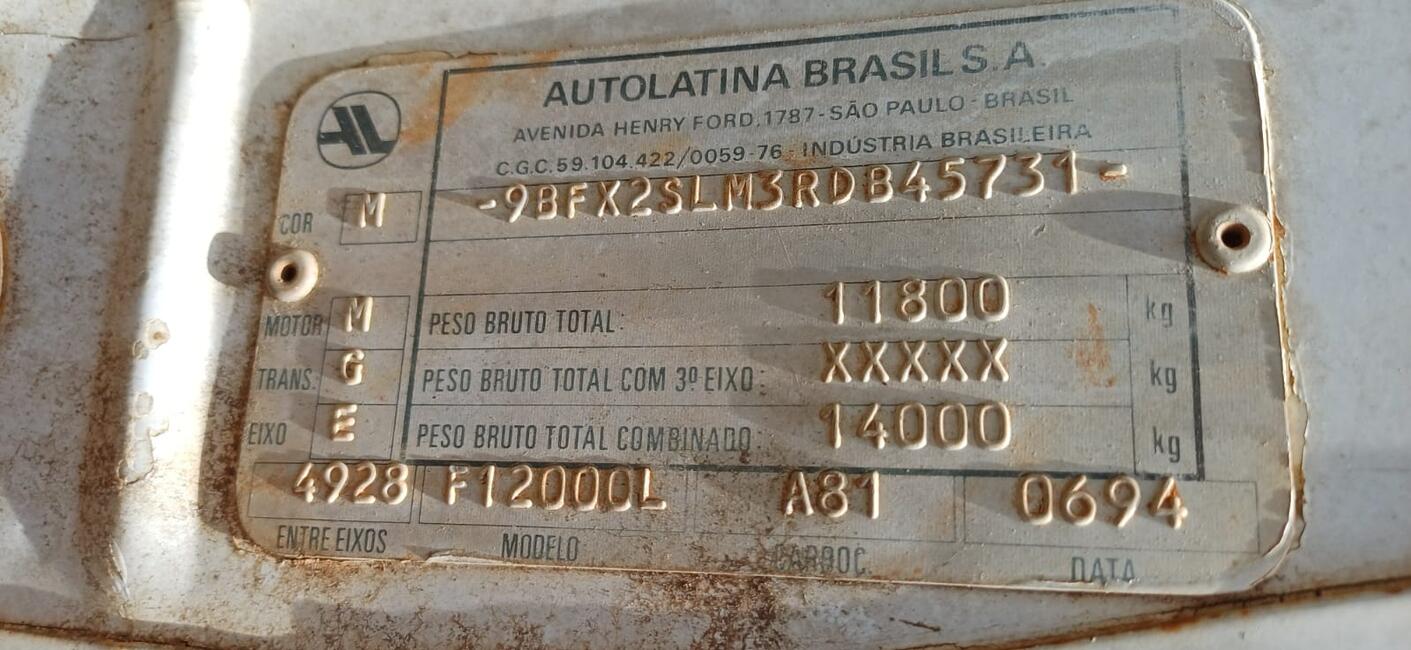 AL
AUTOLATINA BRASIL S.A.
AVENIDA HENRY FORD, 1787 - SÃO PAULO - BRASIL
C.G.C. 59.104.422/0059-76 - INDÚSTRIA BRASILEIRA
COR M -9BFX2SLM3RDB45731-
MOTOR M PESO BRUTO TOTAL: 11800 kg
TRANS. G PESO BRUTO TOTAL COM 3º EIXO: XXXXX kg
EIXO E PESO BRUTO TOTAL COMBINADO: 14000 kg
4928 F12000L A81 0694
ENTRE EIXOS MODELO CARROC. DATA